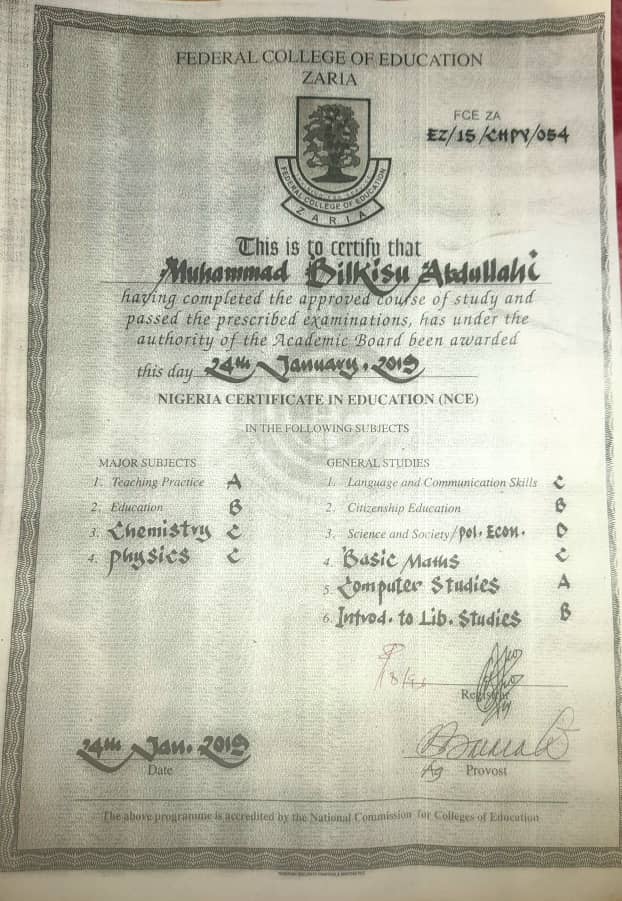 FEDERAL COLLEGE OF EDUCATION
ZARIA
FCE ZA
EZ/15/CHPY/054
FEDERAL COLLEGE OF EDUCATION
ZARIA
This is to certify that
Muhammad Bilkisu Abdullahi
having completed the approved course of study and
passed the prescribed examinations, has under the
authority of the Academic Board been awarded
this day 24th January, 2019
NIGERIA CERTIFICATE IN EDUCATION (NCE)
IN THE FOLLOWING SUBJECTS
MAJOR SUBJECTS
1. Teaching Practice A
2. Education B
3. Chemistry C
4. Physics C
GENERAL STUDIES
1. Language and Communication Skills C
2. Citizenship Education B
3. Science and Society/Pol. Econ. D
4. Basic Maths C
5. Computer Studies A
6. Introd. to Lib. Studies B
Registrar
24th Jan. 2019
Date
Ag Provost
The above programme is accredited by the National Commission for Colleges of Education